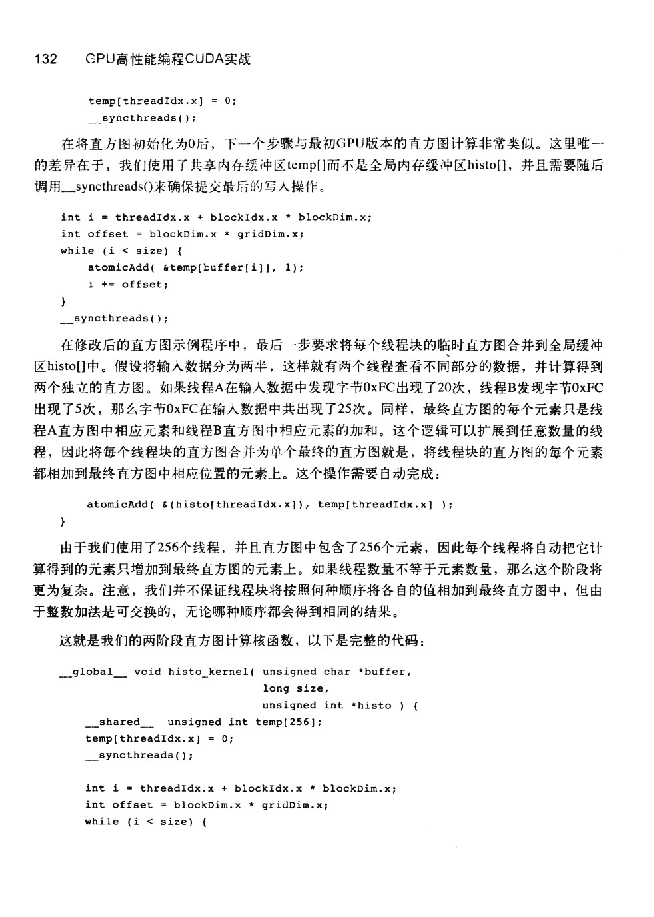 132 GPU高性能编程CUDA实战
temp[threadIdx.x] = 0;
__syncthreads();
在将直方图初始化为0后，下一个步骤与最初GPU版本的直方图计算非常类似。这里唯一
的差异在于，我们使用了共享内存缓冲区temp[]而不是全局内存缓冲区histo[]，并且需要随后
调用__syncthreads()来确保提交最后的写入操作。
int i = threadIdx.x + blockIdx.x * blockDim.x;
int offset = blockDim.x * gridDim.x;
while (i < size) {
atomicAdd( &temp[buffer[i]], 1);
i += offset;
}
__syncthreads();
在修改后的直方图示例程序中，最后一步要求将每个线程块的临时直方图合并到全局缓冲
区histo[]中。假设将输入数据分为两半，这样就有两个线程查看不同部分的数据，并计算得到
两个独立的直方图。如果线程A在输入数据中发现字节0xFC出现了20次，线程B发现字节0xFC
出现了5次，那么字节0xFC在输入数据中共出现了25次。同样，最终直方图的每个元素只是线
程A直方图中相应元素和线程B直方图中相应元素的加和。这个逻辑可以扩展到任意数量的线
程，因此将每个线程块的直方图合并为单个最终的直方图就是，将线程块的直方图的每个元素
都相加到最终直方图中相应位置的元素上。这个操作需要自动完成：
atomicAdd( &(histo[threadIdx.x]), temp[threadIdx.x] );
}
由于我们使用了256个线程，并且直方图中包含了256个元素，因此每个线程将自动把它计
算得到的元素只增加到最终直方图的元素上。如果线程数量不等于元素数量，那么这个阶段将
更为复杂。注意，我们并不保证线程块将按照何种顺序将各自的值相加到最终直方图中，但由
于整数加法是可交换的，无论哪种顺序都会得到相同的结果。
这就是我们的两阶段直方图计算核函数，以下是完整的代码：
__global__ void histo_kernel( unsigned char *buffer,
long size,
unsigned int *histo ) {
__shared__ unsigned int temp[256];
temp[threadIdx.x] = 0;
__syncthreads();
int i = threadIdx.x + blockIdx.x * blockDim.x;
int offset = blockDim.x * gridDim.x;
while (i < size) {